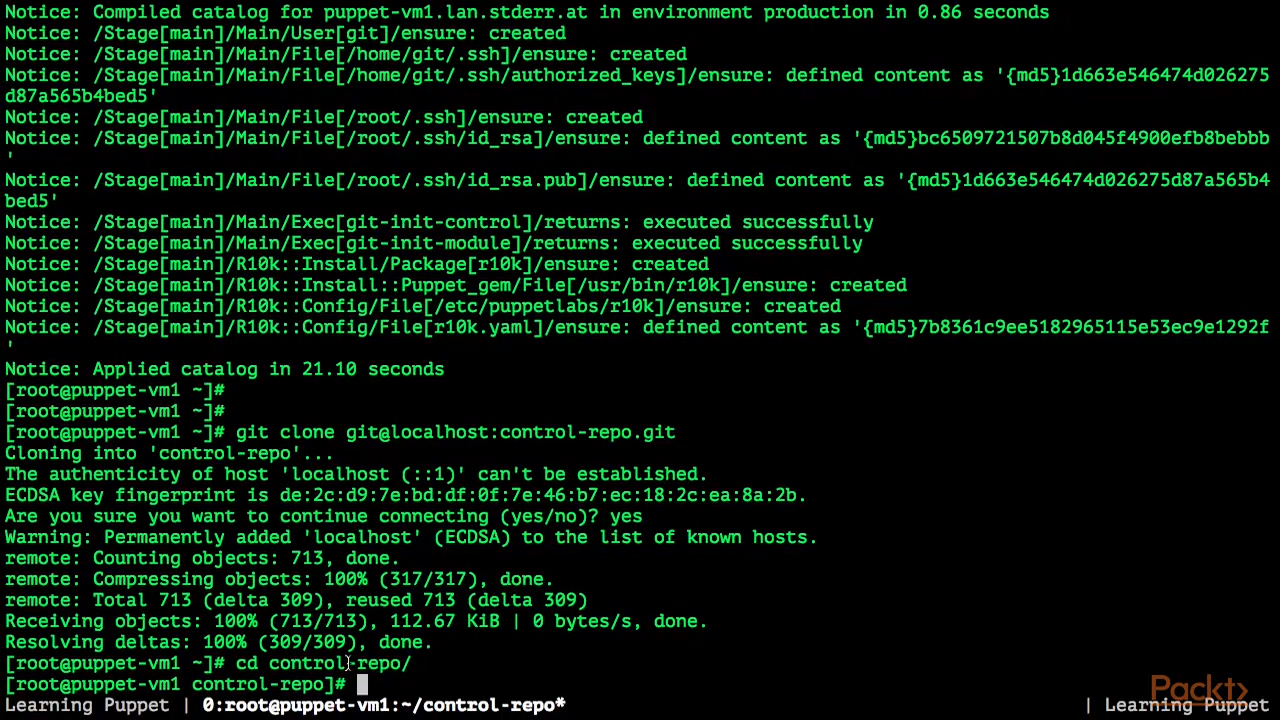 Notice: Compiled catalog for puppet-vm1.lan.stderr.at in environment production in 0.86 seconds
Notice: /Stage[main]/Main/User[git]/ensure: created
Notice: /Stage[main]/Main/File[/home/git/.ssh]/ensure: created
Notice: /Stage[main]/Main/File[/home/git/.ssh/authorized_keys]/ensure: defined content as '{md5}1d663e546474d026275
d87a565b4bed5'
Notice: /Stage[main]/Main/File[/root/.ssh]/ensure: created
Notice: /Stage[main]/Main/File[/root/.ssh/id_rsa]/ensure: defined content as '{md5}bc6509721507b8d045f4900efb8bebbb
'
Notice: /Stage[main]/Main/File[/root/.ssh/id_rsa.pub]/ensure: defined content as '{md5}1d663e546474d026275d87a565b4
bed5'
Notice: /Stage[main]/Main/Exec[git-init-control]/returns: executed successfully
Notice: /Stage[main]/Main/Exec[git-init-module]/returns: executed successfully
Notice: /Stage[main]/R10k::Install/Package[r10k]/ensure: created
Notice: /Stage[main]/R10k::Install::Puppet_gem/File[/usr/bin/r10k]/ensure: created
Notice: /Stage[main]/R10k::Config/File[/etc/puppetlabs/r10k]/ensure: created
Notice: /Stage[main]/R10k::Config/File[r10k.yaml]/ensure: defined content as '{md5}7b8361c9ee5182965115e53ec9e1292f
'
Notice: Applied catalog in 21.10 seconds
[root@puppet-vm1 ~]#
[root@puppet-vm1 ~]#
[root@puppet-vm1 ~]# git clone git@localhost:control-repo.git
Cloning into 'control-repo'...
The authenticity of host 'localhost (::1)' can't be established.
ECDSA key fingerprint is de:2c:d9:7e:bd:df:0f:7e:46:b7:ec:18:2c:ea:8a:2b.
Are you sure you want to continue connecting (yes/no)? yes
Warning: Permanently added 'localhost' (ECDSA) to the list of known hosts.
remote: Counting objects: 713, done.
remote: Compressing objects: 100% (317/317), done.
remote: Total 713 (delta 309), reused 713 (delta 309)
Receiving objects: 100% (713/713), 112.67 KiB | 0 bytes/s, done.
Resolving deltas: 100% (309/309), done.
[root@puppet-vm1 ~]# cd control-repo/
[root@puppet-vm1 control-repo]#
Packt>
Learning Puppet | 0:root@puppet-vm1:~/control-repo* | Learning Puppet